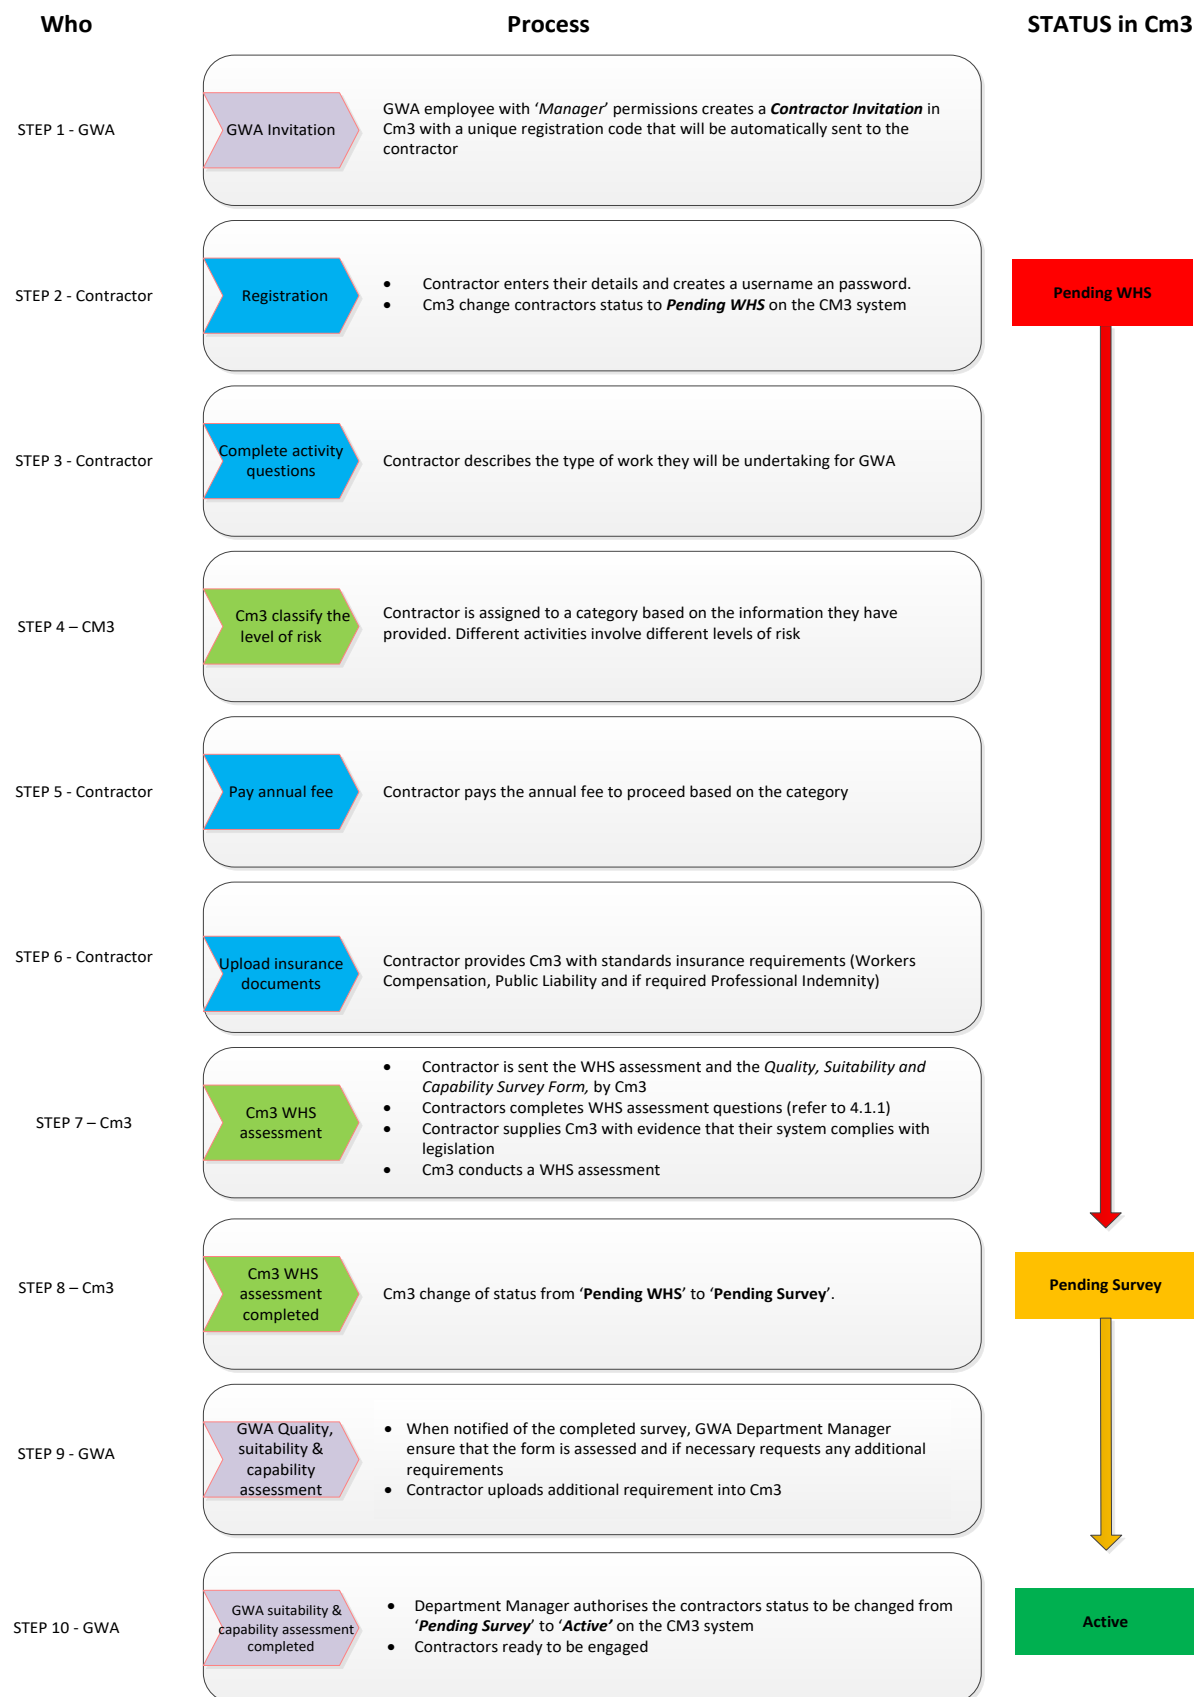 Who
Process
STATUS in Cm3
STEP 1 - GWA
GWA Invitation
GWA employee with ‘Manager’ permissions creates a Contractor Invitation in
Cm3 with a unique registration code that will be automatically sent to the
contractor
STEP 2 - Contractor
Registration
• Contractor enters their details and creates a username an password.
• Cm3 change contractors status to Pending WHS on the CM3 system
Pending WHS
STEP 3 - Contractor
Complete activity
questions
Contractor describes the type of work they will be undertaking for GWA
STEP 4 – CM3
Cm3 classify the
level of risk
Contractor is assigned to a category based on the information they have
provided. Different activities involve different levels of risk
STEP 5 - Contractor
Pay annual fee
Contractor pays the annual fee to proceed based on the category
STEP 6 - Contractor
Upload insurance
documents
Contractor provides Cm3 with standards insurance requirements (Workers
Compensation, Public Liability and if required Professional Indemnity)
STEP 7 – Cm3
Cm3 WHS
assessment
• Contractor is sent the WHS assessment and the Quality, Suitability and
Capability Survey Form, by Cm3
• Contractors completes WHS assessment questions (refer to 4.1.1)
• Contractor supplies Cm3 with evidence that their system complies with
legislation
• Cm3 conducts a WHS assessment
STEP 8 – Cm3
Cm3 WHS
assessment
completed
Cm3 change of status from ‘Pending WHS’ to ‘Pending Survey’.
Pending Survey
STEP 9 - GWA
GWA Quality,
suitability &
capability
assessment
• When notified of the completed survey, GWA Department Manager
ensure that the form is assessed and if necessary requests any additional
requirements
• Contractor uploads additional requirement into Cm3
STEP 10 - GWA
GWA suitability &
capability assessment
completed
• Department Manager authorises the contractors status to be changed from
‘Pending Survey’ to ‘Active’ on the CM3 system
• Contractors ready to be engaged
Active